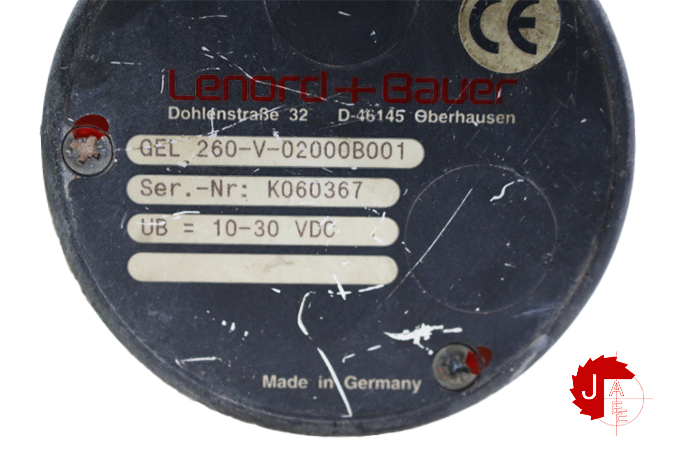 CE
Lenord+Bauer
Dohlenstraße 32 D-46145 Oberhausen
GEL 260-V-02000B001
Ser.-Nr: K060367
UB = 10-30 VDC
Made in Germany
J
A
E
E